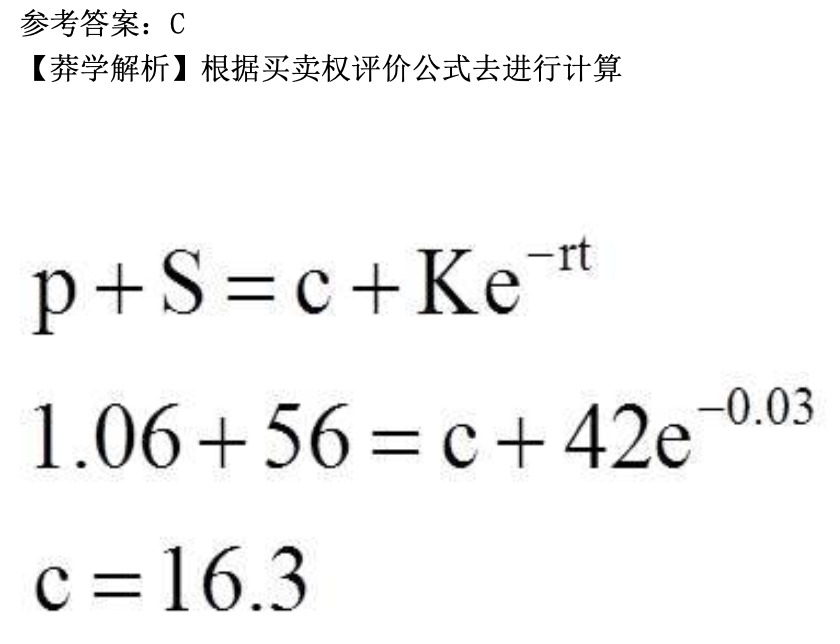 参考答案：C
【莽学解析】根据买卖权评价公式去进行计算
p + S = c + Ke^{-rt}
1.06 + 56 = c + 42e^{-0.03}
c = 16.3